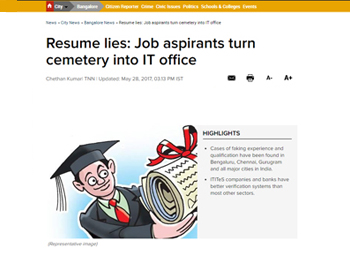 City Bangalore Citizen Reporter Crime Civic Issues Politics Schools & Colleges Events
News » City News » Bangalore News » Resume lies: Job aspirants turn cemetery into IT office
Resume lies: Job aspirants turn
cemetery into IT office
Chethan Kumar| TNN | Updated: May 28, 2017, 03:13 PM IST
A- A+
HIGHLIGHTS
• Cases of faking experience and
qualification have been found in
Bengaluru, Chennai, Gurugram
and all major cities in India.
• IT/ITeS companies and banks have
better verification systems than
most other sectors.
(Representative image)